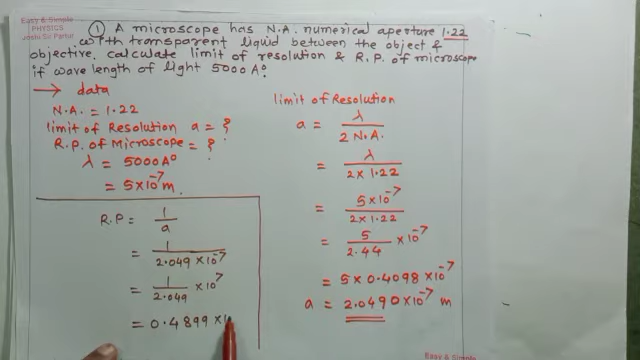 Easy & Simple
PHYSICS
Joshi Su Partur
① A microscope has N.A. numerical aperture 1.22
with transparent liquid between the object &
objective. calculate limit of resolution & R.P. of microscope
if wave length of light 5000 A°
→ data
N.A. = 1.22
limit of Resolution a = ?
R.P. of Microscope = ?
λ = 5000 A°
= 5×10⁻⁷ m.
R.P = 1/a
= 1/(2.049 × 10⁻⁷)
= 1/2.049 × 10⁷
= 0.4899 × 1
limit of Resolution
a = λ/(2 N.A.)
= λ/(2 × 1.22)
= (5 × 10⁻⁷)/(2 × 1.22)
= 5/2.44 × 10⁻⁷
= 5 × 0.4098 × 10⁻⁷
a = 2.0490 × 10⁻⁷ m
Easy & Simple